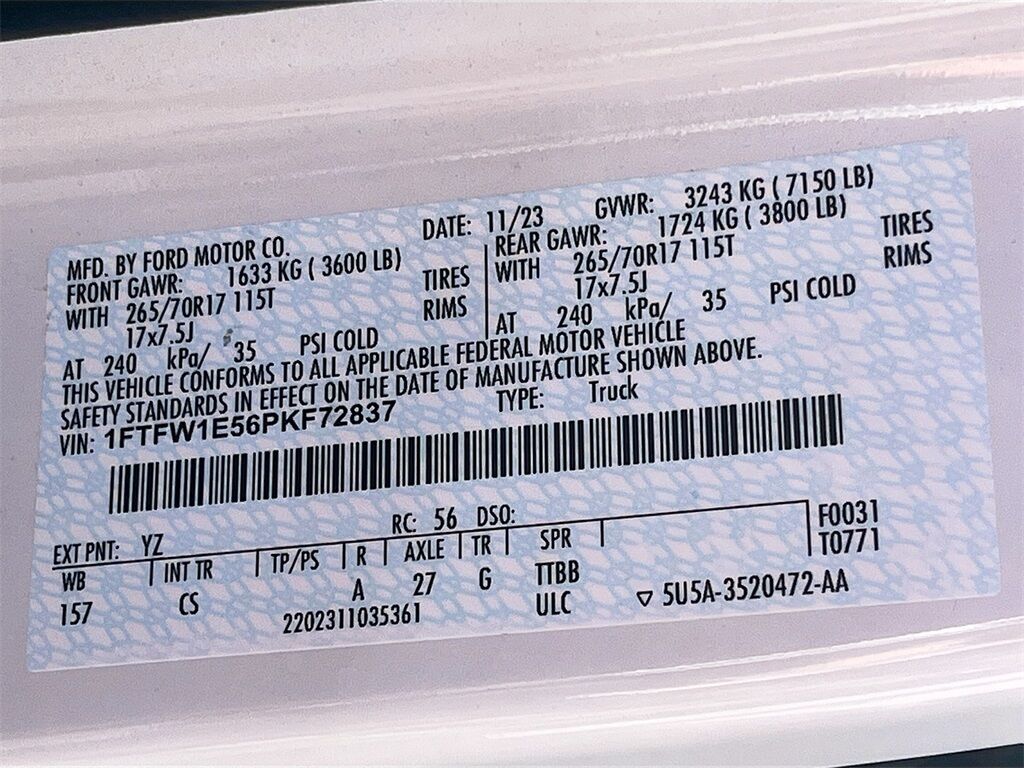 MFD. BY FORD MOTOR CO. DATE: 11/23 GVWR: 3243 KG ( 7150 LB)
FRONT GAWR: 1633 KG ( 3600 LB) REAR GAWR: 1724 KG ( 3800 LB)
WITH 265/70R17 115T TIRES WITH 265/70R17 115T TIRES
17x7.5J RIMS 17x7.5J RIMS
AT 240 kPa/ 35 PSI COLD AT 240 kPa/ 35 PSI COLD
THIS VEHICLE CONFORMS TO ALL APPLICABLE FEDERAL MOTOR VEHICLE
SAFETY STANDARDS IN EFFECT ON THE DATE OF MANUFACTURE SHOWN ABOVE.
VIN: 1FTFW1E56PKF72837 TYPE: Truck
EXT PNT: YZ RC: 56 DSO: F0031
WB INT TR TP/PS R AXLE TR SPR T0771
157 CS A 27 G TTBB
2202311035361 ULC ▽ 5U5A-3520472-AA